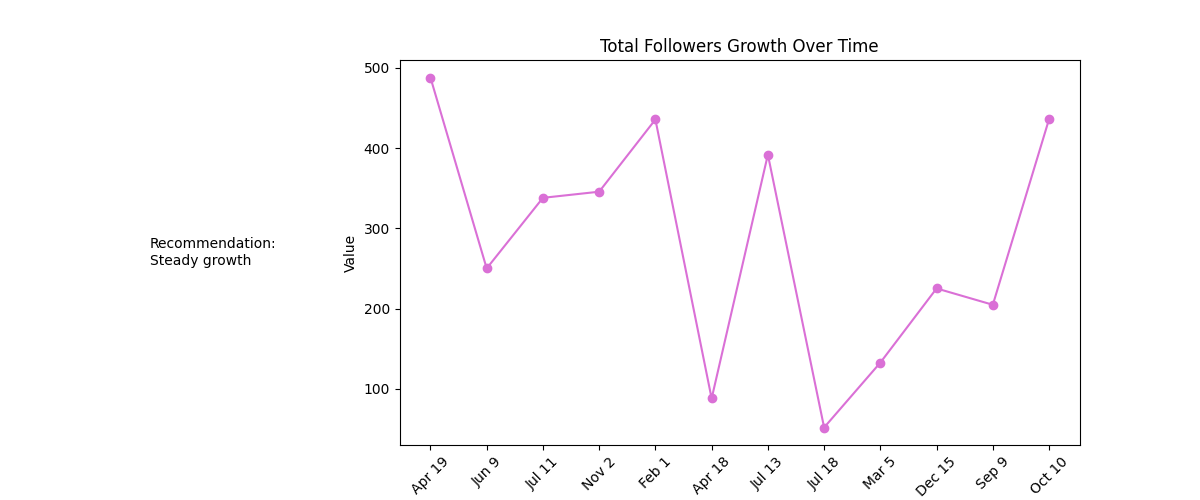 Total Followers Growth Over Time
Recommendation:
Steady growth
Value
500
400
300
200
100
Apr 19
Jun 9
Jul 11
Nov 2
Feb 1
Apr 18
Jul 13
Jul 18
Mar 5
Dec 15
Sep 9
Oct 10